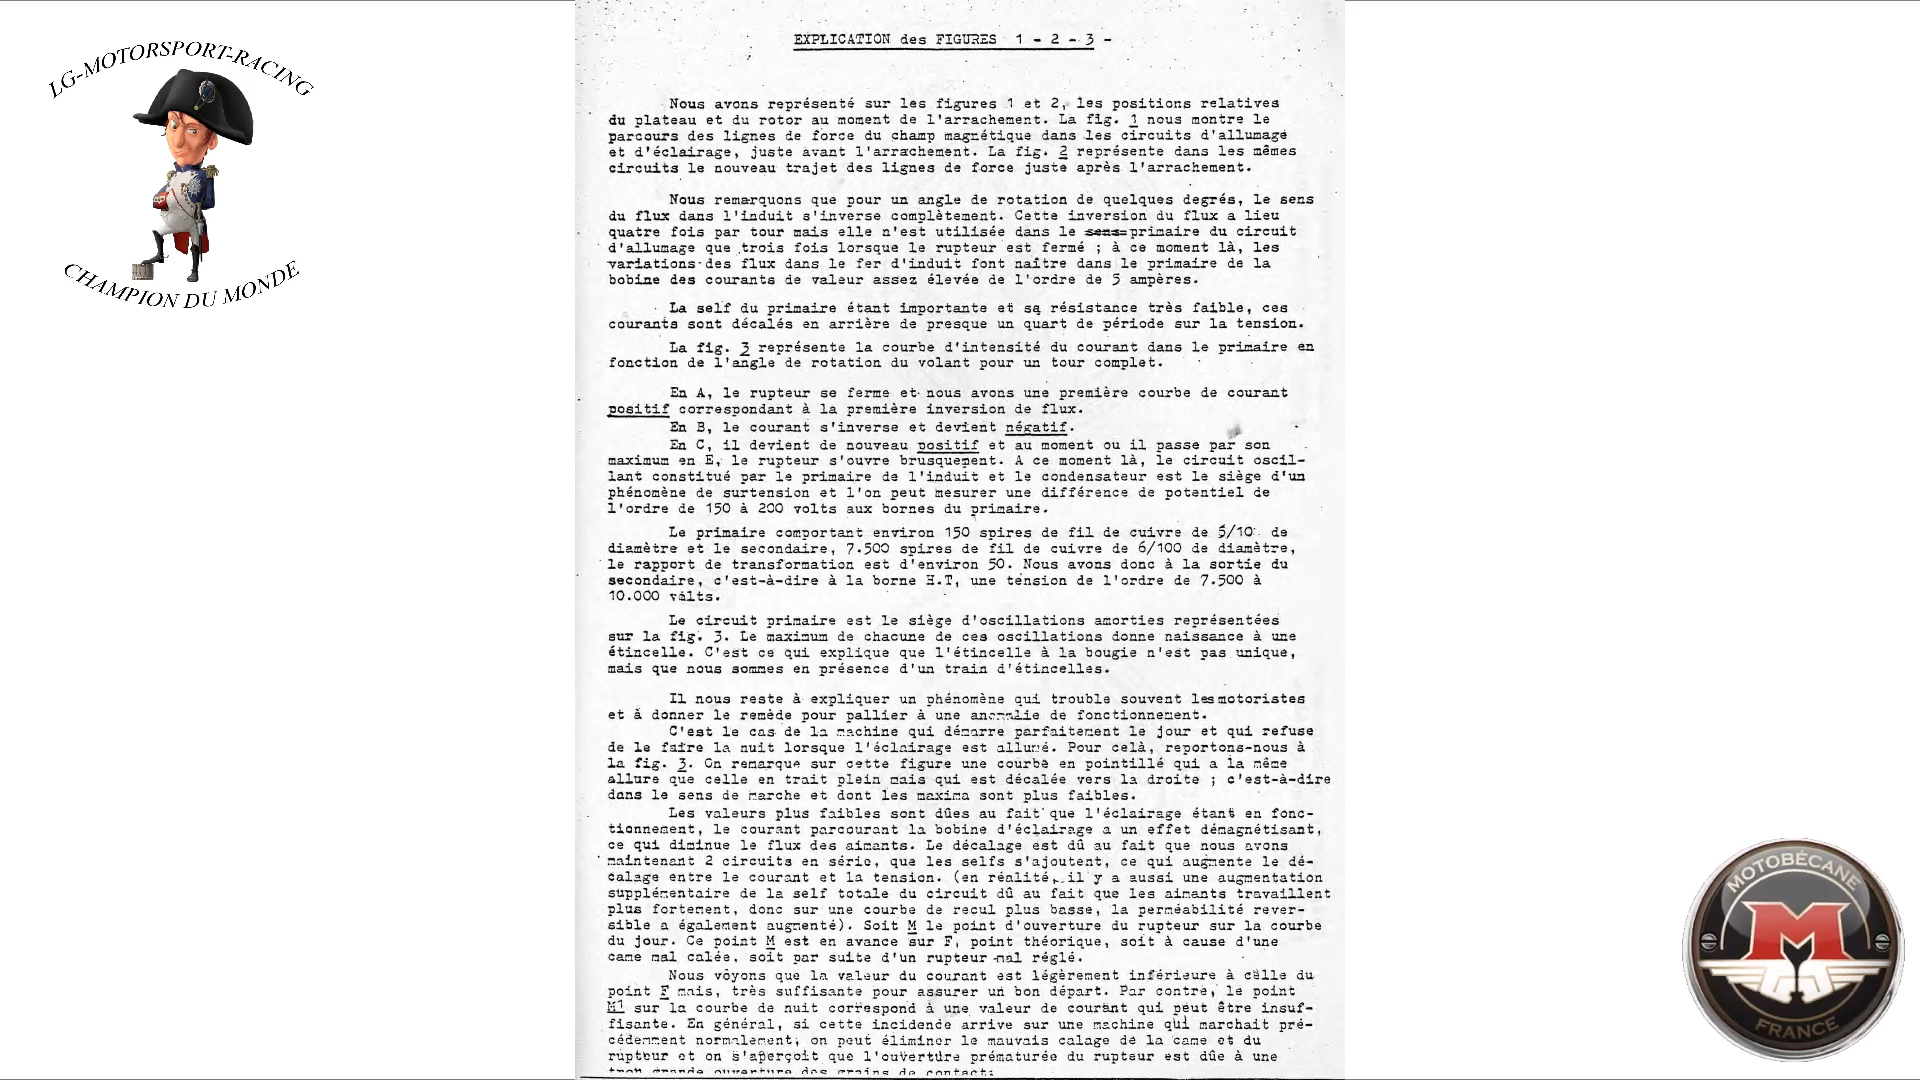 LG-MOTORSPORT-RACING
CHAMPION DU MONDE
EXPLICATION des FIGURES 1 - 2 - 3 -
Nous avons représenté sur les figures 1 et 2, les positions relatives
du plateau et du rotor au moment de l'arrachement. La fig. 1 nous montre le
parcours des lignes de force du champ magnétique dans les circuits d'allumage
et d'éclairage, juste avant l'arrachement. La fig. 2 représente dans les mêmes
circuits le nouveau trajet des lignes de force juste après l'arrachement.
Nous remarquons que pour un angle de rotation de quelques degrés, le sens
du flux dans l'induit s'inverse complètement. Cette inversion du flux a lieu
quatre fois par tour mais elle n'est utilisée dans le sens primaire du circuit
d'allumage que trois fois lorsque le rupteur est fermé ; à ce moment là, les
variations des flux dans le fer d'induit font naître dans le primaire de la
bobine des courants de valeur assez élevée de l'ordre de 5 ampères.
La self du primaire étant importante et sa résistance très faible, ces
courants sont décalés en arrière de presque un quart de période sur la tension.
La fig. 3 représente la courbe d'intensité du courant dans le primaire en
fonction de l'angle de rotation du volant pour un tour complet.
En A, le rupteur se ferme et nous avons une première courbe de courant
positif correspondant à la première inversion de flux.
En B, le courant s'inverse et devient négatif.
En C, il devient de nouveau positif et au moment ou il passe par son
maximum en E, le rupteur s'ouvre brusquement. A ce moment là, le circuit oscil-
lant constitué par le primaire de l'induit et le condensateur est le siège d'un
phénomène de surtension et l'on peut mesurer une différence de potentiel de
l'ordre de 150 à 200 volts aux bornes du primaire.
Le primaire comportant environ 150 spires de fil de cuivre de 5/10 de
diamètre et le secondaire, 7.500 spires de fil de cuivre de 6/100 de diamètre,
le rapport de transformation est d'environ 50. Nous avons donc à la sortie du
secondaire, c'est-à-dire à la borne H.T, une tension de l'ordre de 7.500 à
10.000 vàlts.
Le circuit primaire est le siège d'oscillations amorties représentées
sur la fig. 3. Le maximum de chacune de ces oscillations donne naissance à une
étincelle. C'est ce qui explique que l'étincelle à la bougie n'est pas unique,
mais que nous sommes en présence d'un train d'étincelles.
Il nous reste à expliquer un phénomène qui trouble souvent les motoristes
et à donner le remède pour pallier à une anomalie de fonctionnement.
C'est le cas de la machine qui démarre parfaitement le jour et qui refuse
de le faire la nuit lorsque l'éclairage est allumé. Pour celà, reportons-nous à
la fig. 3. On remarque sur cette figure une courbe en pointillé qui a la même
allure que celle en trait plein mais qui est décalée vers la droite ; c'est-à-dire
dans le sens de marche et dont les maxima sont plus faibles.
Les valeurs plus faibles sont dûes au fait que l'éclairage étant en fonc-
tionnement, le courant parcourant la bobine d'éclairage a un effet démagnétisant,
ce qui diminue le flux des aimants. Le décalage est dû au fait que nous avons
maintenant 2 circuits en série, que les selfs s'ajoutent, ce qui augmente le dé-
calage entre le courant et la tension. (en réalité, il y a aussi une augmentation
supplémentaire de la self totale du circuit dû au fait que les aimants travaillent
plus fortement, donc sur une courbe de recul plus basse, la perméabilité rever-
sible a également augmenté). Soit M le point d'ouverture du rupteur sur la courbe
du jour. Ce point M est en avance sur F, point théorique, soit à cause d'une
came mal calée, soit par suite d'un rupteur mal réglé.
Nous vôyons que la valeur du courant est légèrement inférieure à celle du
point F mais, très suffisante pour assurer un bon départ. Par contre, le point
M1 sur la courbe de nuit correspond à une valeur de courant qui peut être insuf-
fisante. En général, si cette incidence arrive sur une machine qui marchait pré-
cédemment normalement, on peut éliminer le mauvais calage de la came et du
rupteur et on s'aperçoit que l'ouverture prématurée du rupteur est dûe à une
trop grande ouverture des grains de contact;
MOTOBÉCANE
M
FRANCE